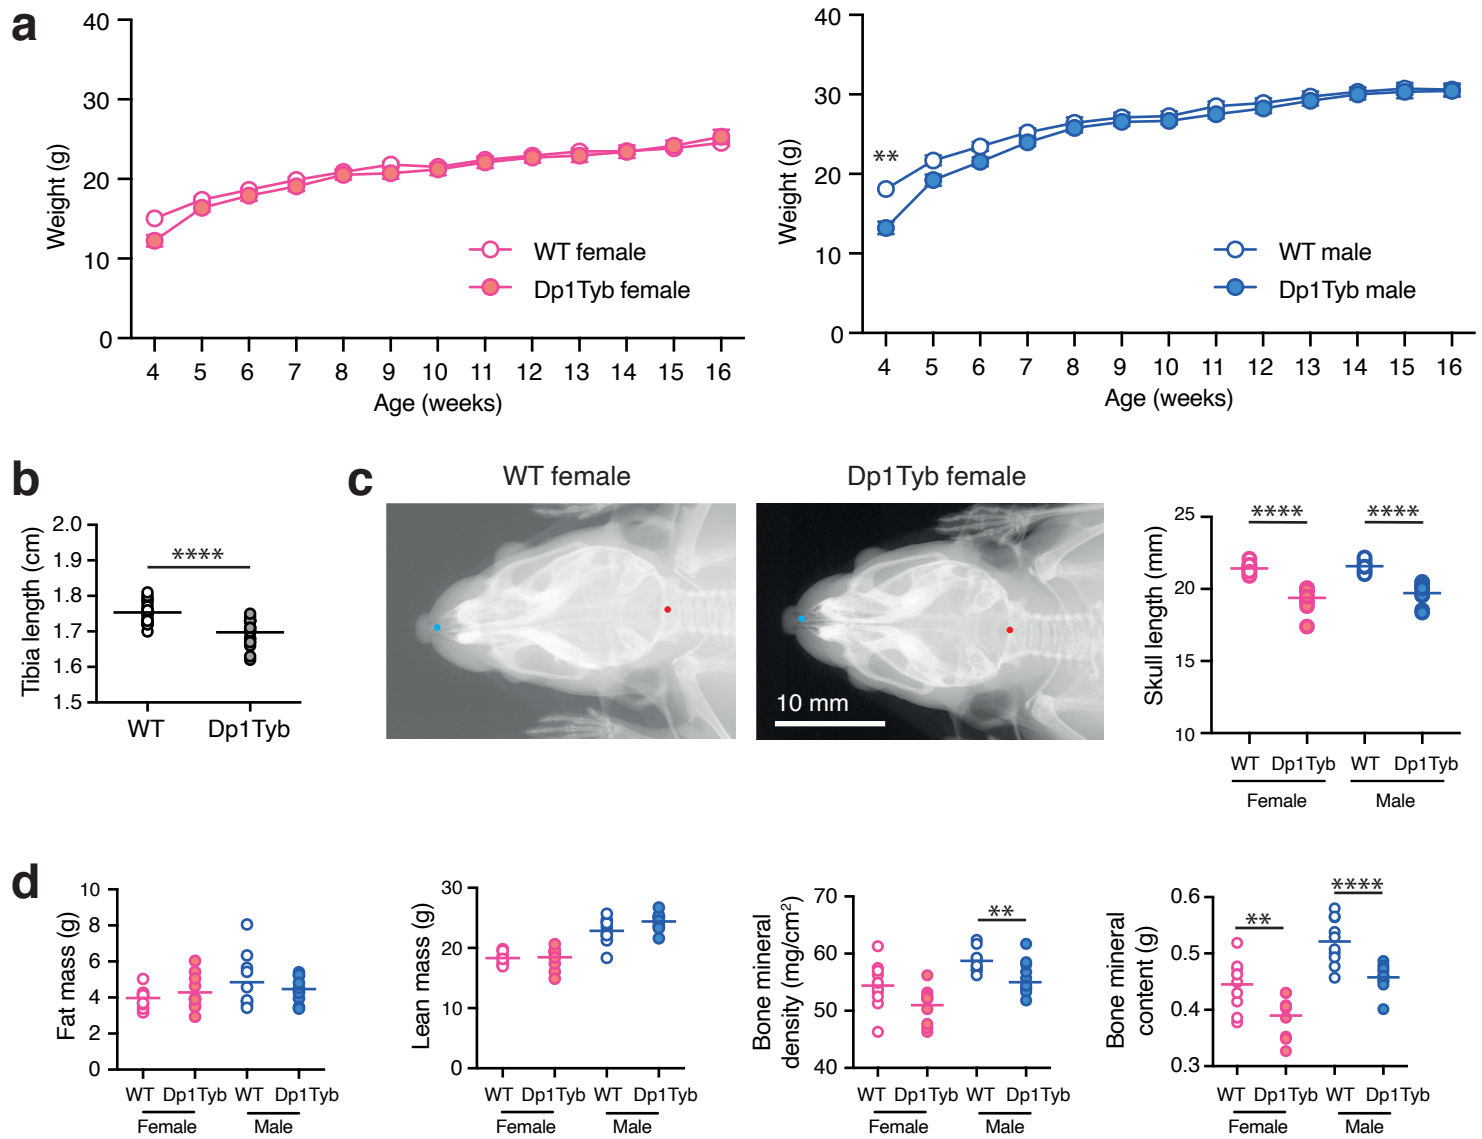 a
40
30
20
10
0
Weight (g)
WT female
Dp1Tyb female
4 5 6 7 8 9 10 11 12 13 14 15 16
Age (weeks)
40
30
20
10
0
Weight (g)
**
WT male
Dp1Tyb male
4 5 6 7 8 9 10 11 12 13 14 15 16
Age (weeks)
b
2.0
1.9
1.8
1.7
1.6
1.5
Tibia length (cm)
****
WT Dp1Tyb
c
WT female
Dp1Tyb female
10 mm
25
20
15
10
Skull length (mm)
**** ****
WT Dp1Tyb WT Dp1Tyb
Female Male
d
10
8
6
4
2
0
Fat mass (g)
WT Dp1Tyb WT Dp1Tyb
Female Male
30
20
10
0
Lean mass (g)
WT Dp1Tyb WT Dp1Tyb
Female Male
70
60
50
40
Bone mineral
density (mg/cm²)
**
WT Dp1Tyb WT Dp1Tyb
Female Male
0.6
0.5
0.4
0.3
Bone mineral
content (g)
** ****
WT Dp1Tyb WT Dp1Tyb
Female Male